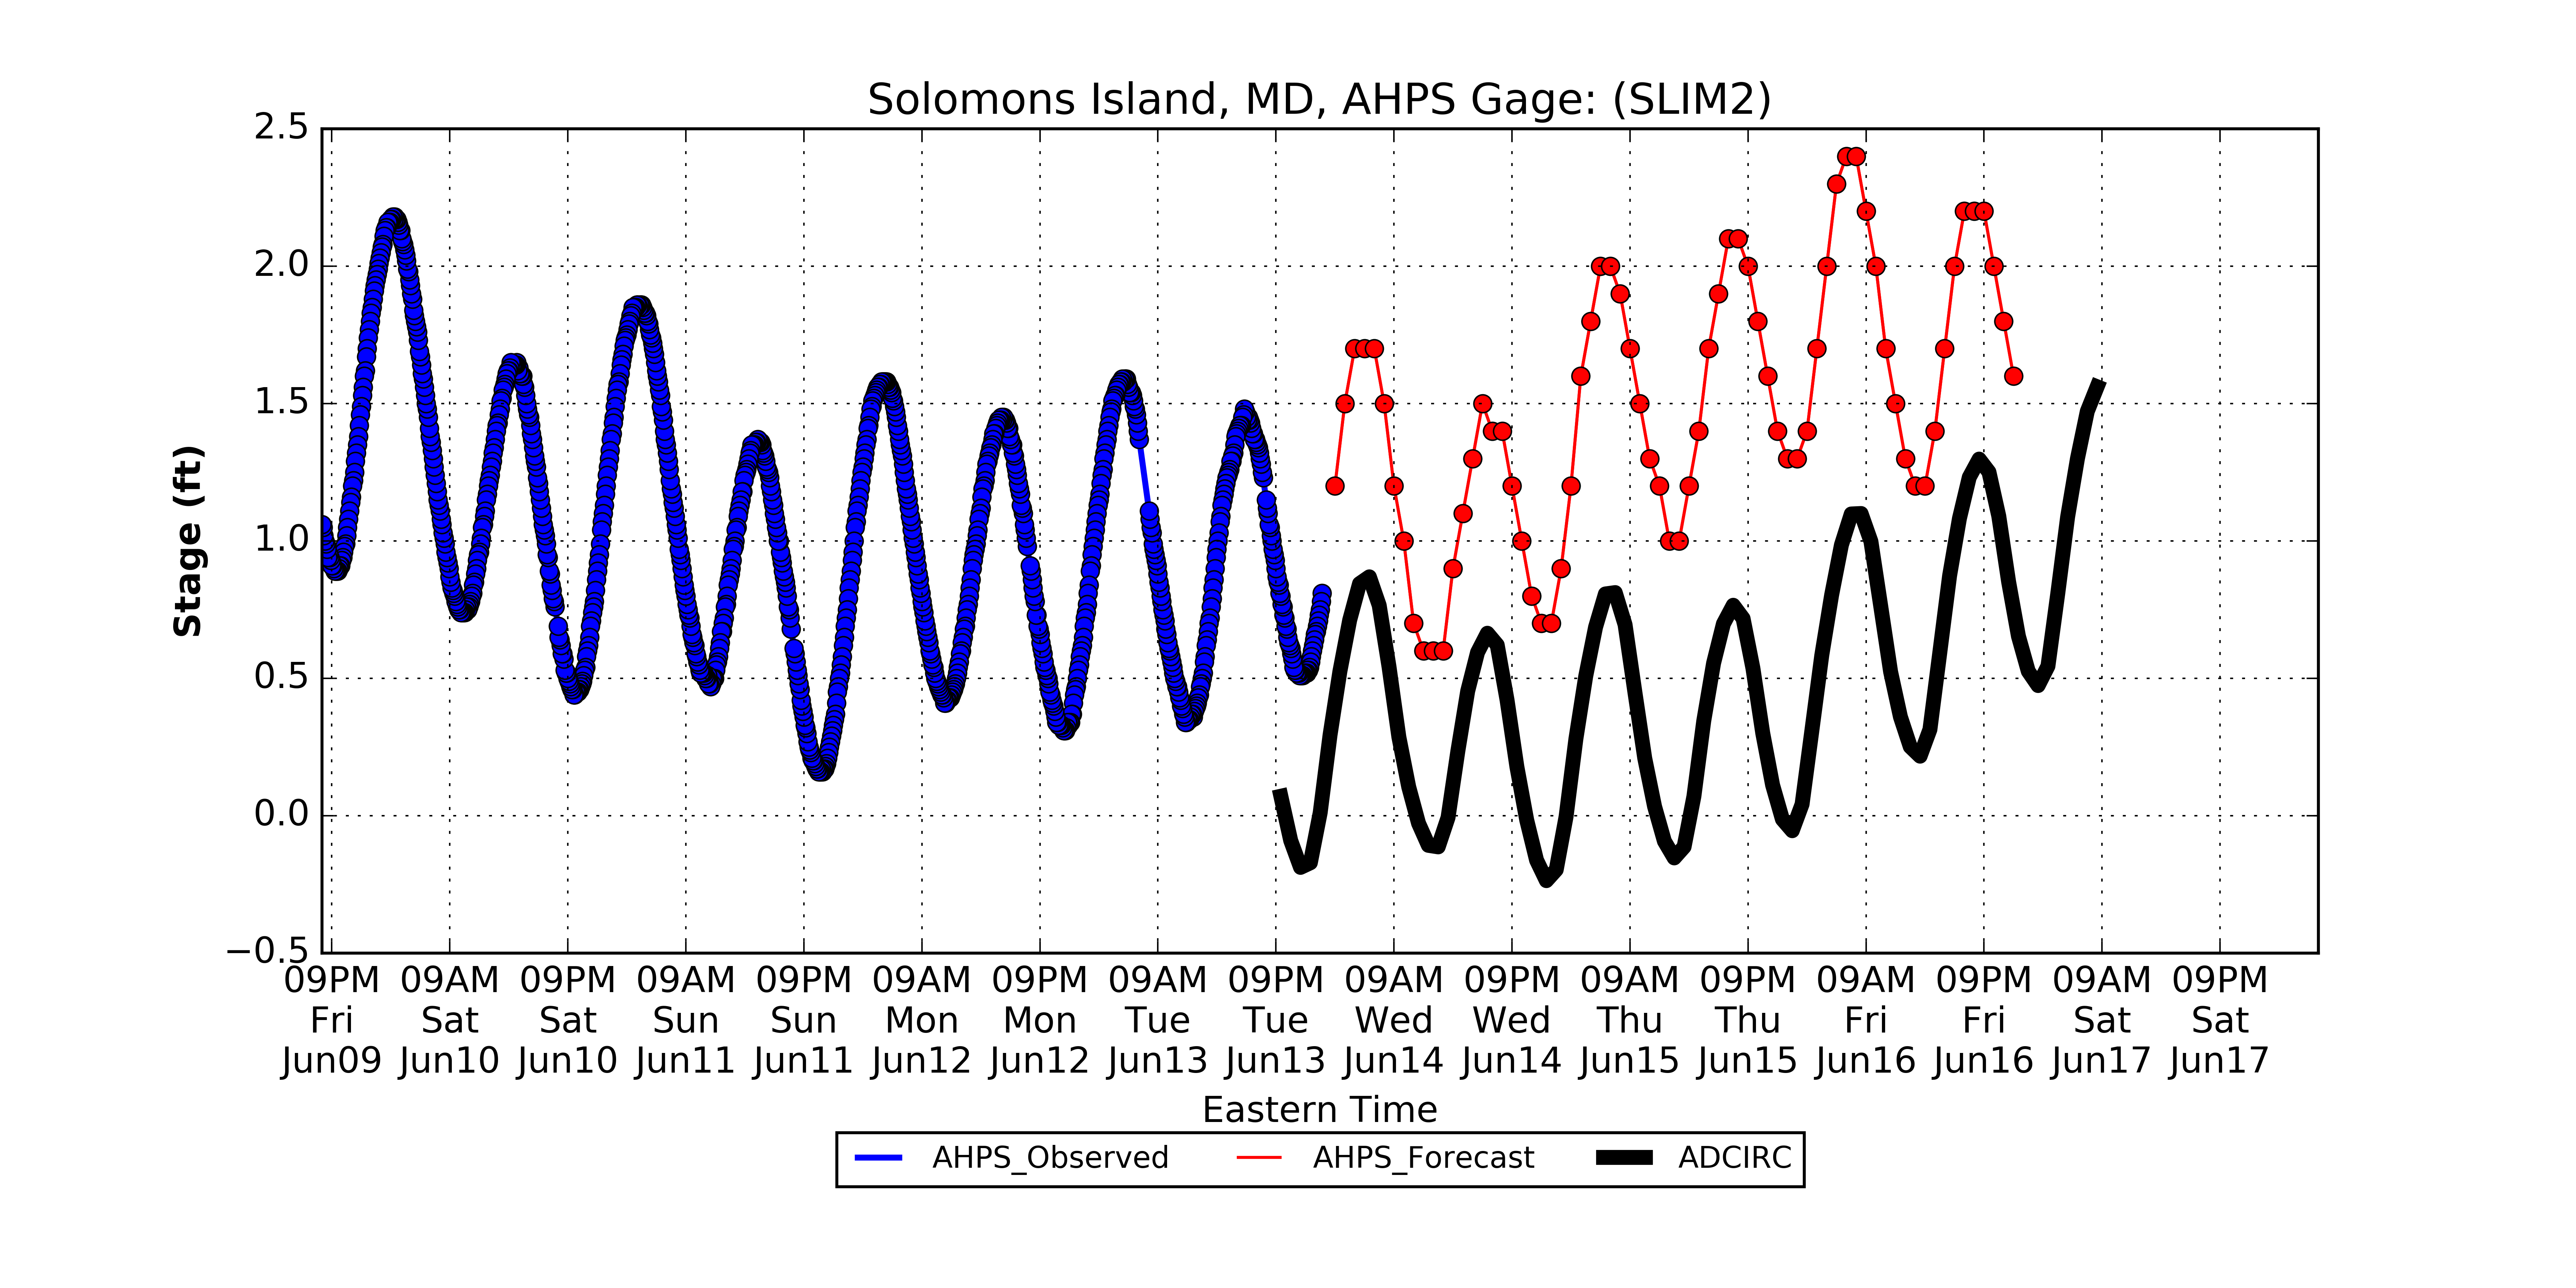 Solomons Island, MD, AHPS Gage: (SLIM2)
2.5
2.0
1.5
1.0
0.5
0.0
−0.5
Stage (ft)
09PM 09AM 09PM 09AM 09PM 09AM 09PM 09AM 09PM 09AM 09PM 09AM 09PM 09AM 09PM 09AM 09PM
Fri Sat Sat Sun Sun Mon Mon Tue Tue Wed Wed Thu Thu Fri Fri Sat Sat
Jun09 Jun10 Jun10 Jun11 Jun11 Jun12 Jun12 Jun13 Jun13 Jun14 Jun14 Jun15 Jun15 Jun16 Jun16 Jun17 Jun17
Eastern Time
AHPS_Observed AHPS_Forecast ADCIRC